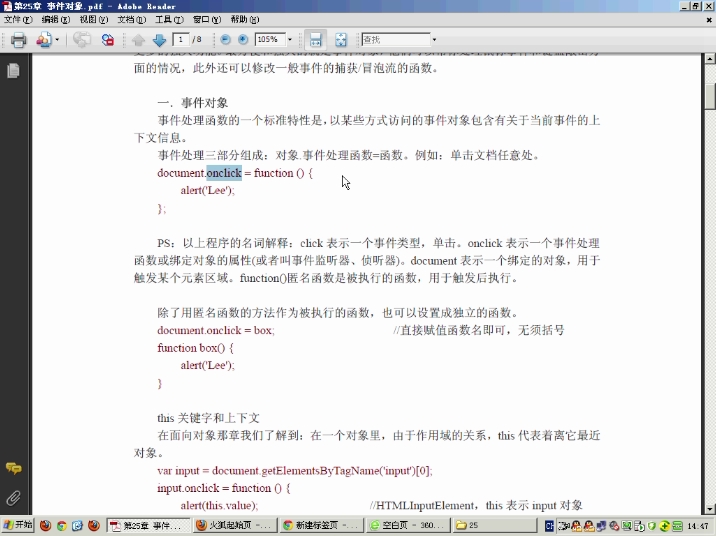 第25章 事件对象.pdf - Adobe Reader
文件(F) 编辑(E) 视图(V) 文档(D) 工具(T) 窗口(W) 帮助(H)
1 / 8 105% 查找
面的情况，此外还可以修改一般事件的捕获/冒泡流的函数。
一．事件对象
事件处理函数的一个标准特性是，以某些方式访问的事件对象包含有关于当前事件的上
下文信息。
事件处理三部分组成：对象.事件处理函数=函数。例如：单击文档任意处。
document.onclick = function () {
alert('Lee');
};
PS：以上程序的名词解释：click 表示一个事件类型，单击。onclick 表示一个事件处理
函数或绑定对象的属性(或者叫事件监听器、侦听器)。document 表示一个绑定的对象，用于
触发某个元素区域。function()匿名函数是被执行的函数，用于触发后执行。
除了用匿名函数的方法作为被执行的函数，也可以设置成独立的函数。
document.onclick = box; //直接赋值函数名即可，无须括号
function box() {
alert('Lee');
}
this 关键字和上下文
在面向对象那章我们了解到：在一个对象里，由于作用域的关系，this 代表着离它最近
对象。
var input = document.getElementsByTagName('input')[0];
input.onclick = function () {
alert(this.value); //HTMLInputElement，this 表示 input 对象
开始 第25章 事件... 火狐起始页 - ... 新建标签页 - ... 空白页 - 360... 25 CH 14:47